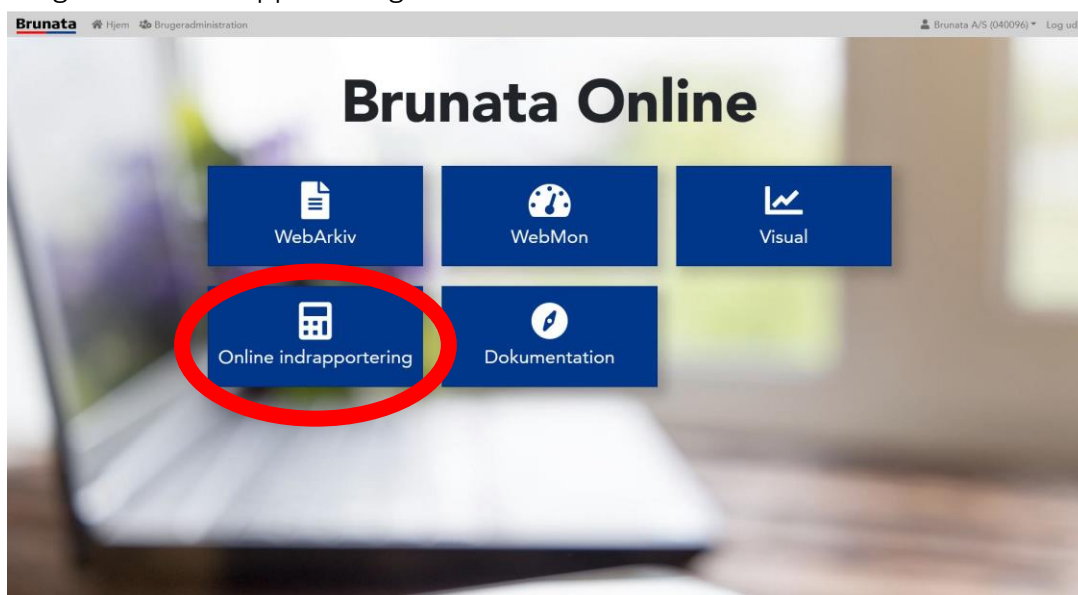 Brunata Hjem Brugeradministration Brunata A/S (040096) Log ud
Brunata Online
WebArkiv WebMon Visual
Online indrapportering Dokumentation